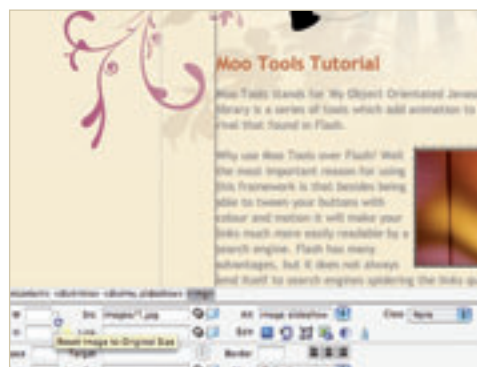 Moo Tools Tutorial
Moo Tools stands for My Object Orientated Javas
library is a series of tools which add animation to
rival that found in Flash.
Why use Moo Tools over Flash? Well
the most important reason for using
this framework is that besides being
able to tween your buttons with
colour and motion it will make your
links much more easily readable by a
search engine. Flash has many
advantages, but it does not always
lend itself to search engines spidering the links qu
W Src images/1.jpg Alt image slideshow Class None
H Link Edit
Reset Image to Original Size
Target Border